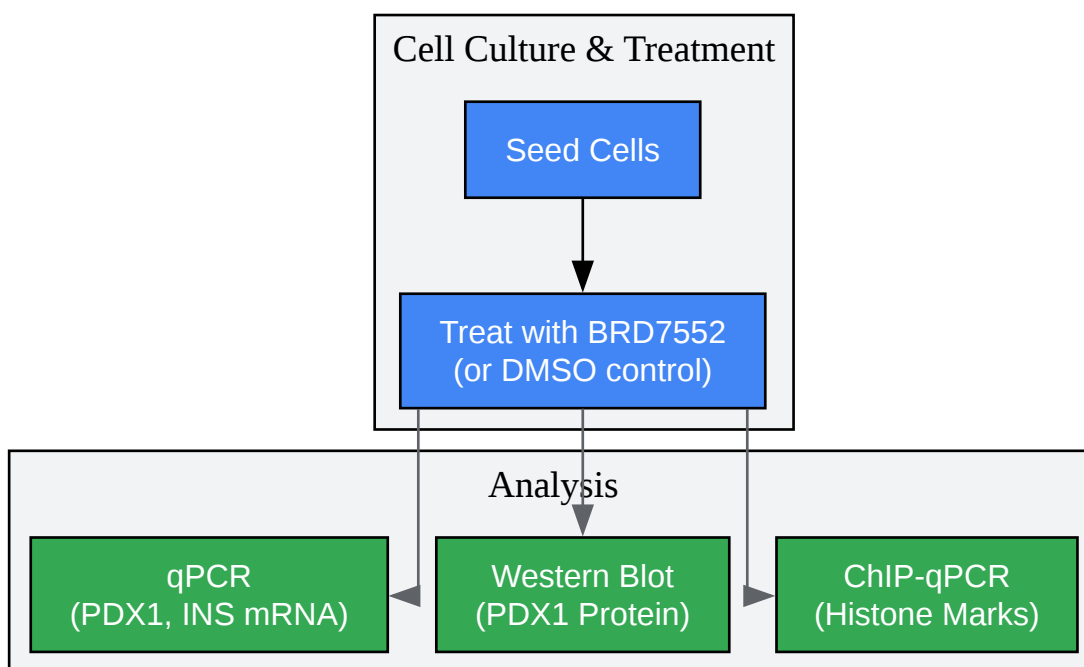 Cell Culture & Treatment
Seed Cells
Treat with BRD7552
(or DMSO control)
Analysis
qPCR
(PDX1, INS mRNA)
Western Blot
(PDX1 Protein)
ChIP-qPCR
(Histone Marks)